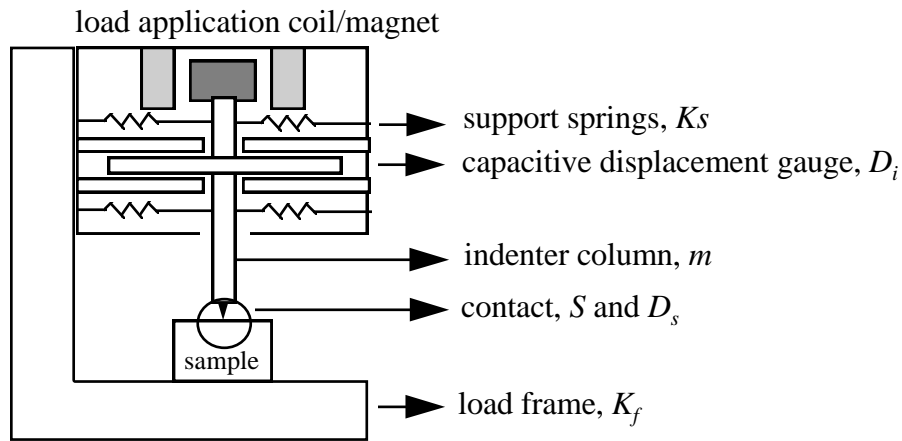 load application coil/magnet
support springs, Ks
capacitive displacement gauge, Di
indenter column, m
contact, S and Ds
sample
load frame, Kf